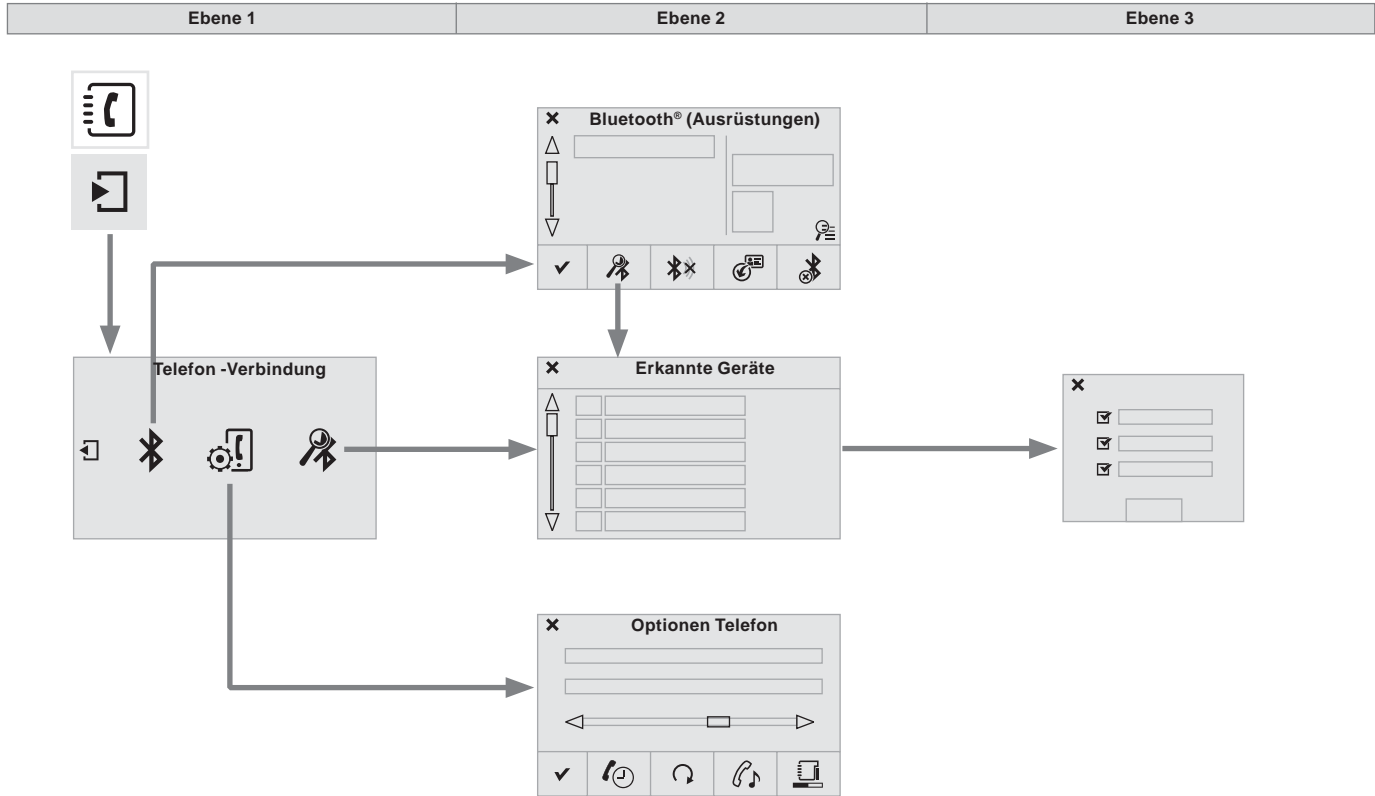 Ebene 1
Ebene 2
Ebene 3
Bluetooth® (Ausrüstungen)
Telefon -Verbindung
Erkannte Geräte
Optionen Telefon